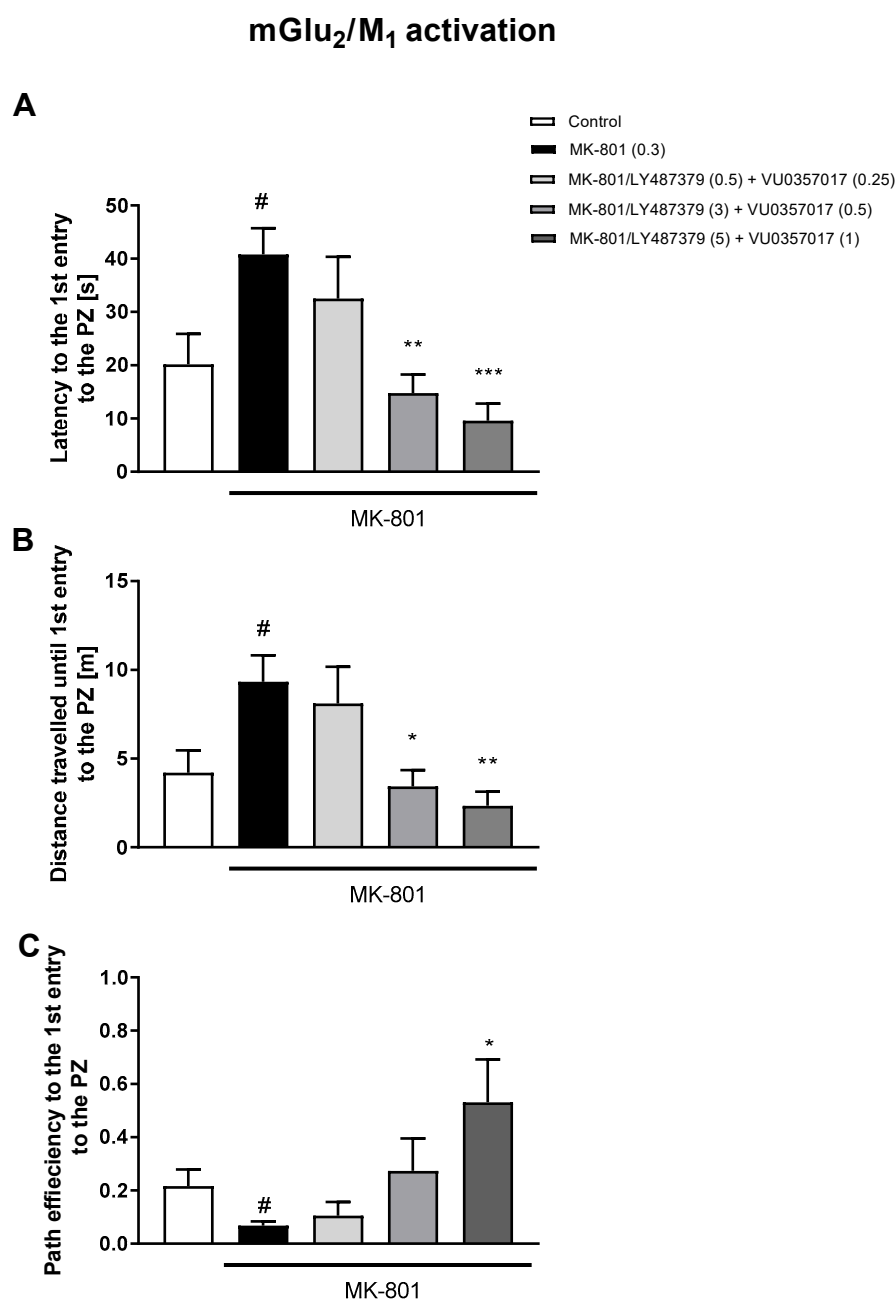 mGlu₂/M₁ activation
A
Control
MK-801 (0.3)
MK-801/LY487379 (0.5) + VU0357017 (0.25)
MK-801/LY487379 (3) + VU0357017 (0.5)
MK-801/LY487379 (5) + VU0357017 (1)
Latency to the 1st entry
to the PZ [s]
50
40
30
20
10
0
#
**
***
MK-801
B
Distance travelled until 1st entry
to the PZ [m]
15
10
5
0
#
*
**
MK-801
C
Path effieciency to the 1st entry
to the PZ
1.0
0.8
0.6
0.4
0.2
0.0
#
*
MK-801